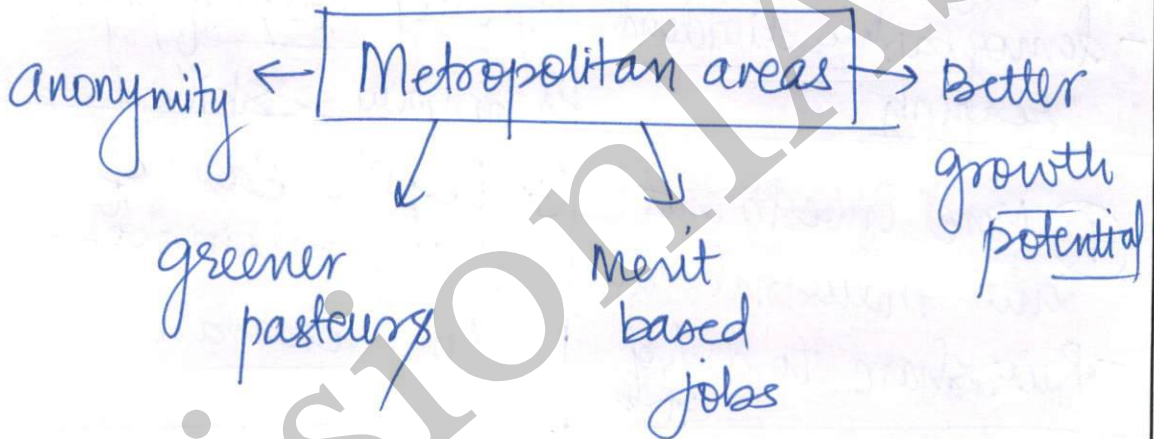 anonymity ← Metropolitan areas → Better
growth
potential
greener
pasteurs
Merit
based
jobs